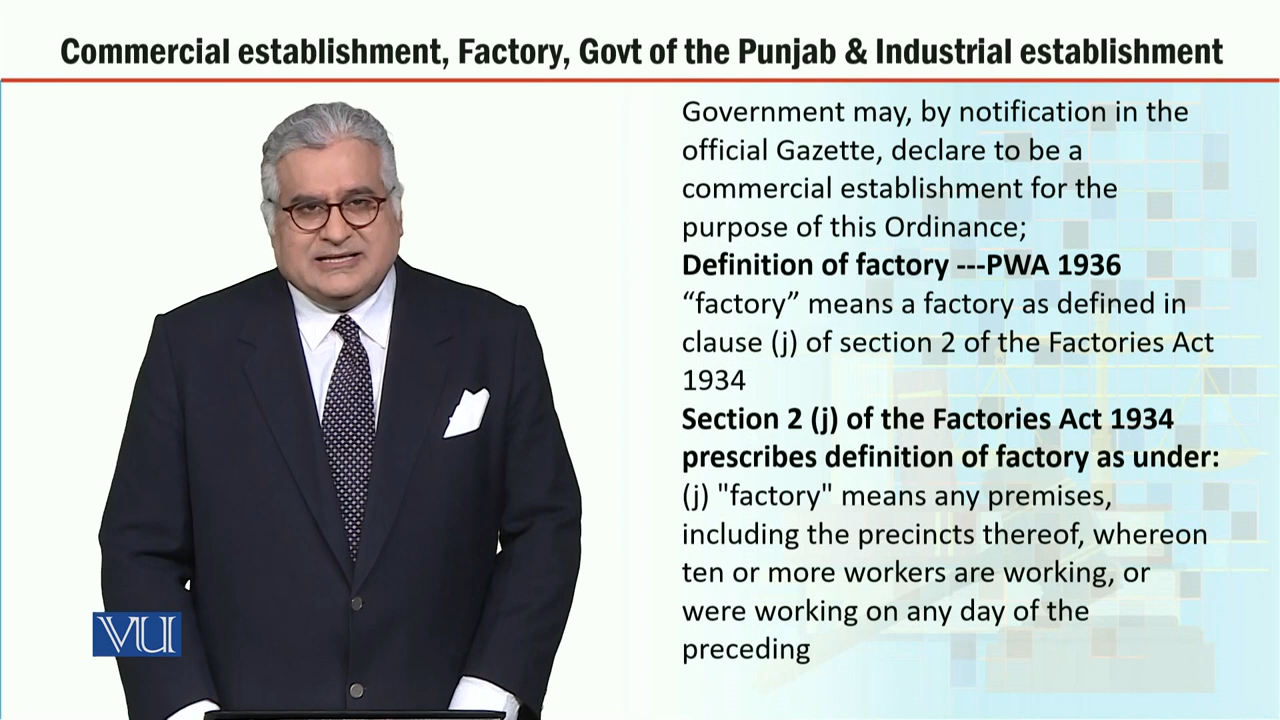 Commercial establishment, Factory, Govt of the Punjab & Industrial establishment
Government may, by notification in the
official Gazette, declare to be a
commercial establishment for the
purpose of this Ordinance;
Definition of factory ---PWA 1936
“factory” means a factory as defined in
clause (j) of section 2 of the Factories Act
1934
Section 2 (j) of the Factories Act 1934
prescribes definition of factory as under:
(j) "factory" means any premises,
including the precincts thereof, whereon
ten or more workers are working, or
were working on any day of the
preceding
VU